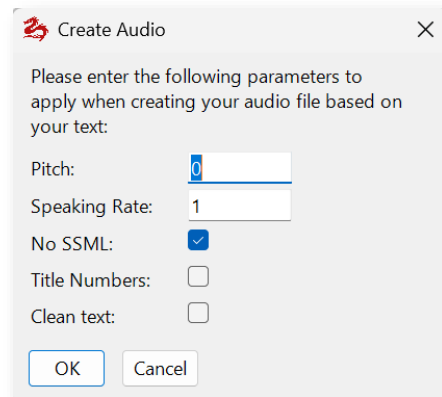 Create Audio
Please enter the following parameters to
apply when creating your audio file based on
your text:
Pitch: 0
Speaking Rate: 1
No SSML:
Title Numbers:
Clean text:
OK Cancel